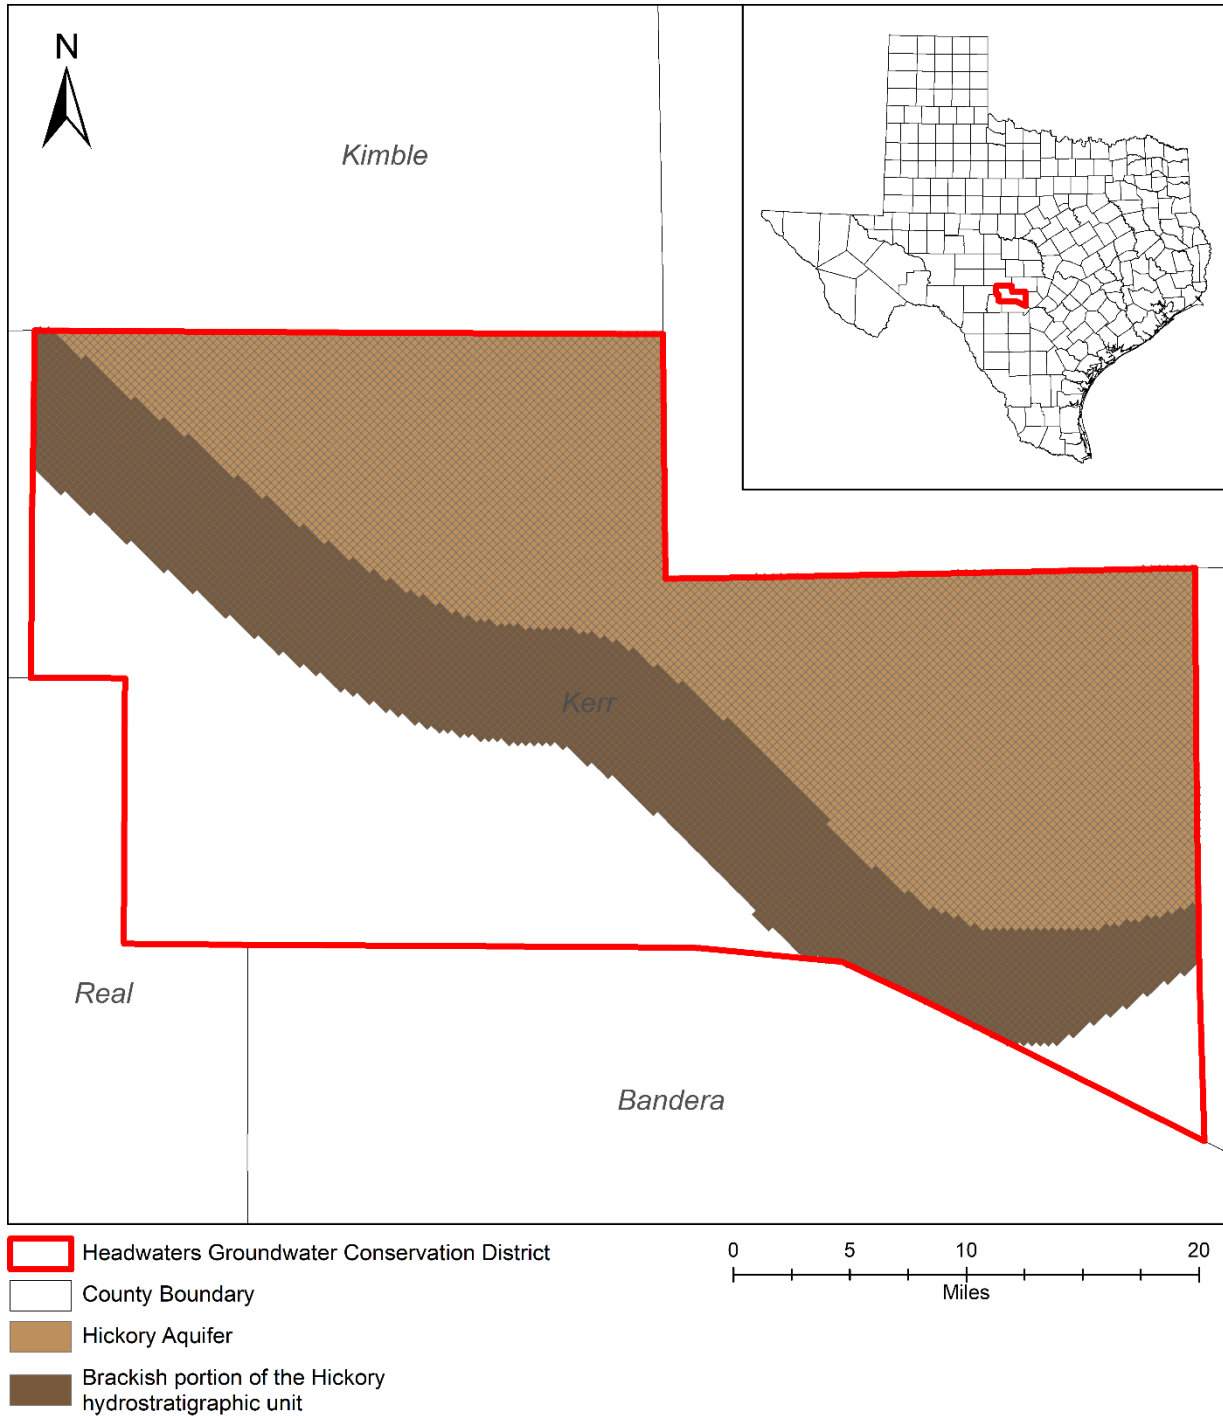 N
Kimble
Kerr
Real
Bandera
Headwaters Groundwater Conservation District
County Boundary
Hickory Aquifer
Brackish portion of the Hickory
hydrostratigraphic unit
0 5 10 20
Miles